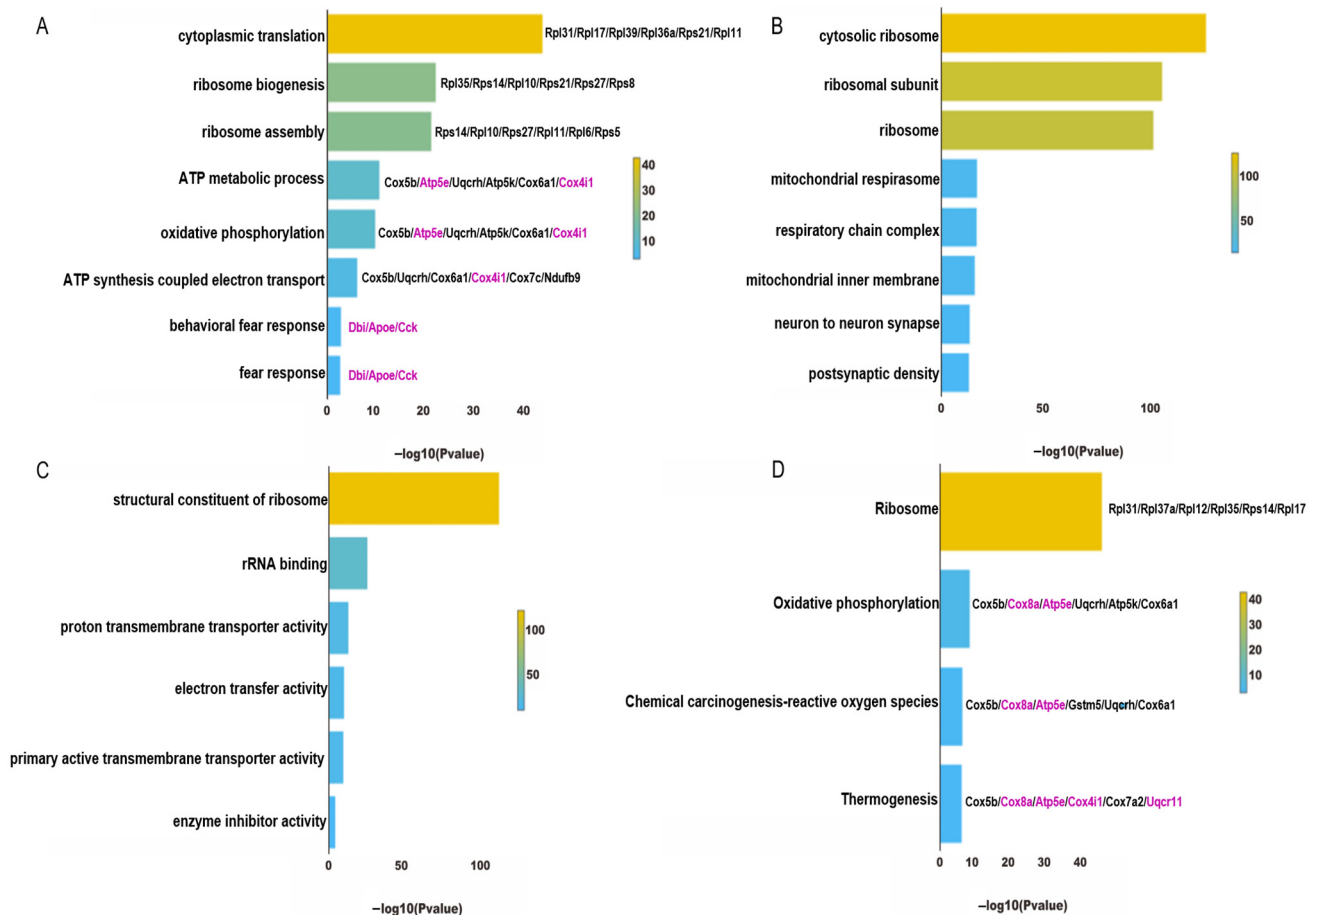 A
cytoplasmic translation Rpl31/Rpl17/Rpl39/Rpl36a/Rps21/Rpl11
ribosome biogenesis Rpl35/Rps14/Rpl10/Rps21/Rps27/Rps8
ribosome assembly Rps14/Rpl10/Rps27/Rpl11/Rpl6/Rps5
ATP metabolic process Cox5b/Atp5e/Uqcrh/Atp5k/Cox6a1/Cox4i1
oxidative phosphorylation Cox5b/Atp5e/Uqcrh/Atp5k/Cox6a1/Cox4i1
ATP synthesis coupled electron transport Cox5b/Uqcrh/Cox6a1/Cox4i1/Cox7c/Ndufb9
behavioral fear response Dbi/Apoe/Cck
fear response Dbi/Apoe/Cck
0 10 20 30 40
−log10(Pvalue)
40
30
20
10
B
cytosolic ribosome
ribosomal subunit
ribosome
mitochondrial respirasome
respiratory chain complex
mitochondrial inner membrane
neuron to neuron synapse
postsynaptic density
0 50 100
−log10(Pvalue)
100
50
C
structural constituent of ribosome
rRNA binding
proton transmembrane transporter activity
electron transfer activity
primary active transmembrane transporter activity
enzyme inhibitor activity
0 50 100
−log10(Pvalue)
100
50
D
Ribosome Rpl31/Rpl37a/Rpl12/Rpl35/Rps14/Rpl17
Oxidative phosphorylation Cox5b/Cox8a/Atp5e/Uqcrh/Atp5k/Cox6a1
Chemical carcinogenesis-reactive oxygen species Cox5b/Cox8a/Atp5e/Gstm5/Uqcrh/Cox6a1
Thermogenesis Cox5b/Cox8a/Atp5e/Cox4i1/Cox7a2/Uqcr11
0 10 20 30 40
−log10(Pvalue)
40
30
20
10